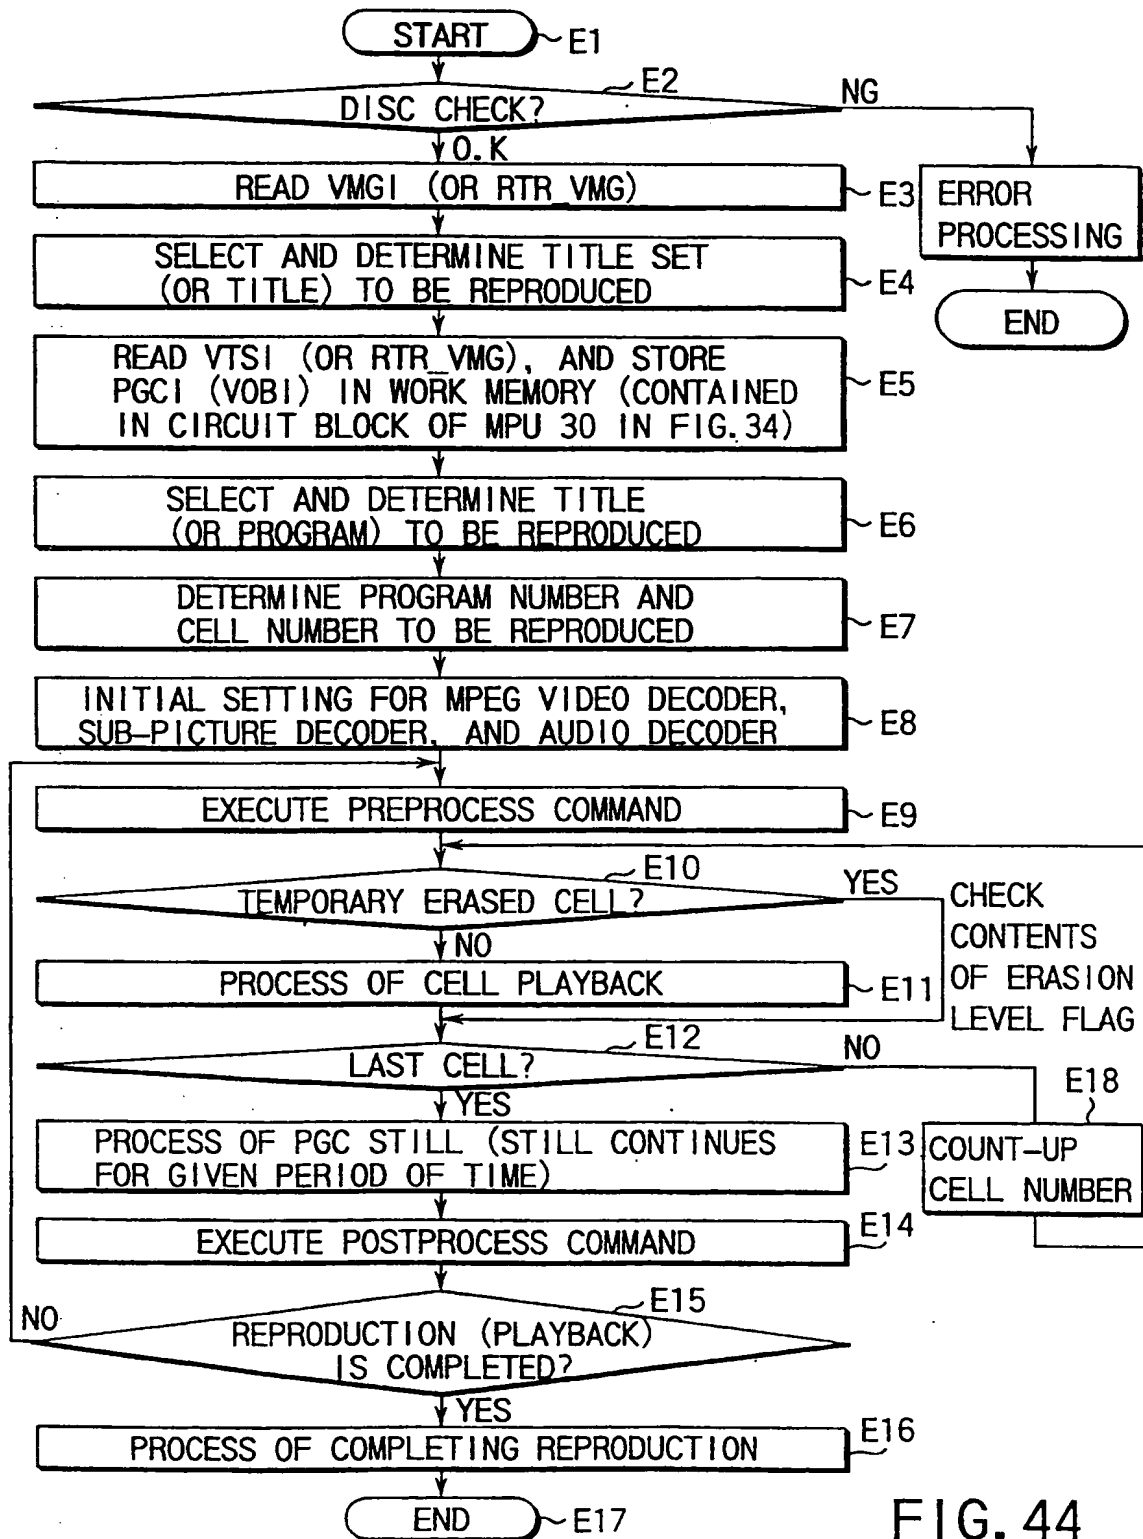 START
E1
E2
DISC CHECK?
NG
O.K
READ VMGI (OR RTR_VMG)
E3
ERROR
PROCESSING
END
SELECT AND DETERMINE TITLE SET
(OR TITLE) TO BE REPRODUCED
E4
READ VTSI (OR RTR_VMG), AND STORE
PGCI (VOBI) IN WORK MEMORY (CONTAINED
IN CIRCUIT BLOCK OF MPU 30 IN FIG.34)
E5
SELECT AND DETERMINE TITLE
(OR PROGRAM) TO BE REPRODUCED
E6
DETERMINE PROGRAM NUMBER AND
CELL NUMBER TO BE REPRODUCED
E7
INITIAL SETTING FOR MPEG VIDEO DECODER,
SUB-PICTURE DECODER, AND AUDIO DECODER
E8
EXECUTE PREPROCESS COMMAND
E9
E10
TEMPORARY ERASED CELL?
YES
NO
CHECK
CONTENTS
OF ERASION
LEVEL FLAG
PROCESS OF CELL PLAYBACK
E11
E12
LAST CELL?
NO
YES
E18
COUNT-UP
CELL NUMBER
PROCESS OF PGC STILL (STILL CONTINUES
FOR GIVEN PERIOD OF TIME)
E13
EXECUTE POSTPROCESS COMMAND
E14
E15
NO
REPRODUCTION (PLAYBACK)
IS COMPLETED?
YES
PROCESS OF COMPLETING REPRODUCTION
E16
END
E17
FIG. 44